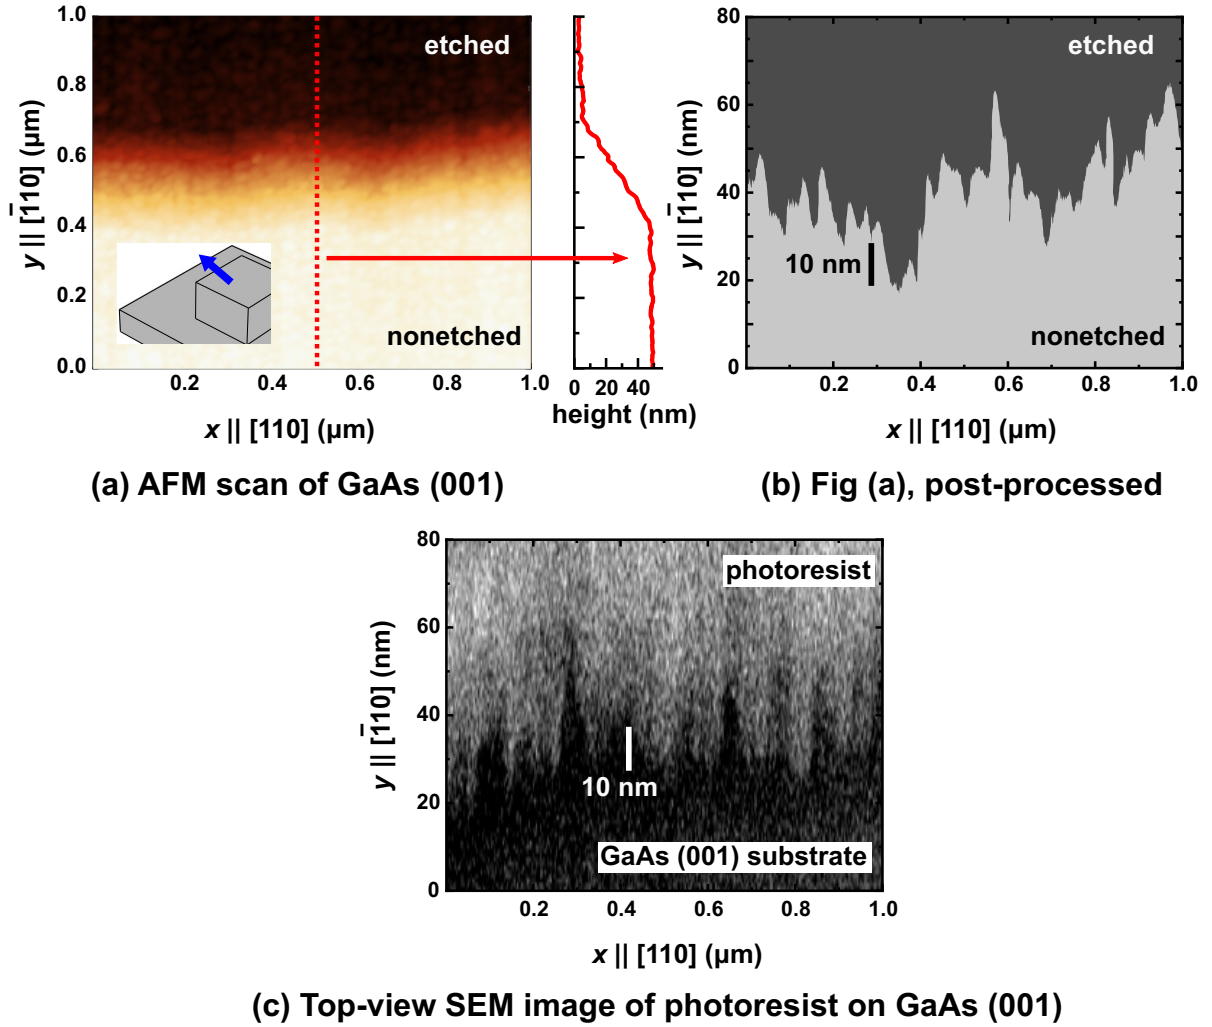 1.0
0.8
0.6
0.4
0.2
0.0
y || [1̄10] (µm)
etched
nonetched
0.2 0.4 0.6 0.8 1.0
x || [110] (µm)
0 20 40
height (nm)
(a) AFM scan of GaAs (001)
80
60
40
20
0
y || [1̄10] (nm)
etched
10 nm
nonetched
0.2 0.4 0.6 0.8 1.0
x || [110] (µm)
(b) Fig (a), post-processed
80
60
40
20
0
y || [1̄10] (nm)
photoresist
10 nm
GaAs (001) substrate
0.2 0.4 0.6 0.8 1.0
x || [110] (µm)
(c) Top-view SEM image of photoresist on GaAs (001)